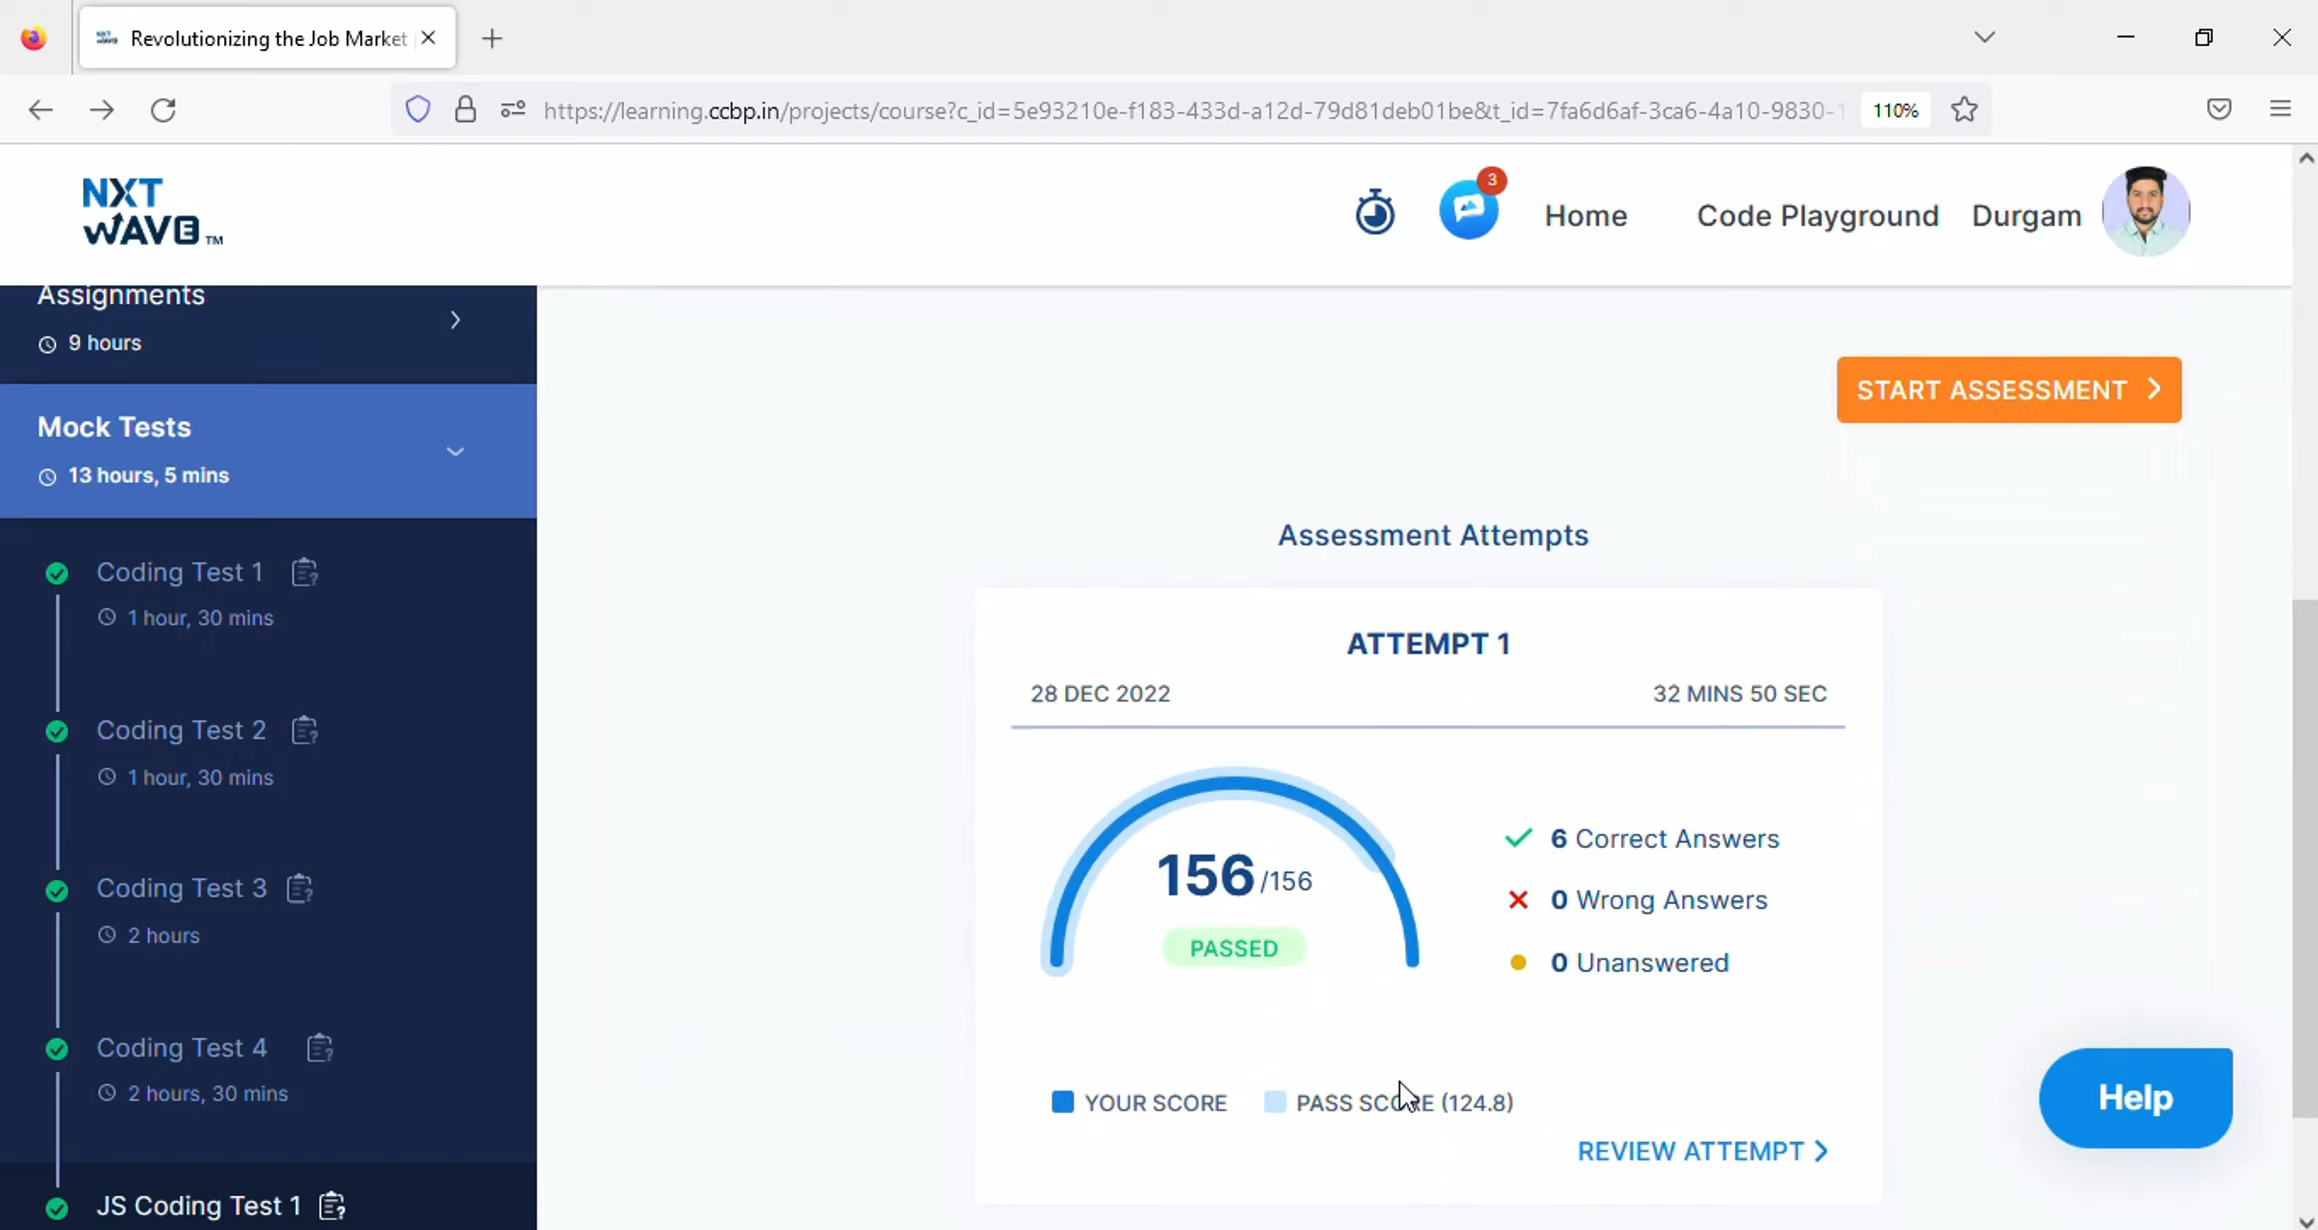 Revolutionizing the Job Market
https://learning.ccbp.in/projects/course?c_id=5e93210e-f183-433d-a12d-79d81deb01be&t_id=7fa6d6af-3ca6-4a10-9830-
110%
NXT
WAVE TM
3
Home
Code Playground
Durgam
Assignments
9 hours
Mock Tests
13 hours, 5 mins
Coding Test 1
1 hour, 30 mins
Coding Test 2
1 hour, 30 mins
Coding Test 3
2 hours
Coding Test 4
2 hours, 30 mins
JS Coding Test 1
START ASSESSMENT
Assessment Attempts
ATTEMPT 1
28 DEC 2022
32 MINS 50 SEC
156/156
PASSED
6 Correct Answers
0 Wrong Answers
0 Unanswered
YOUR SCORE
PASS SCORE (124.8)
REVIEW ATTEMPT
Help